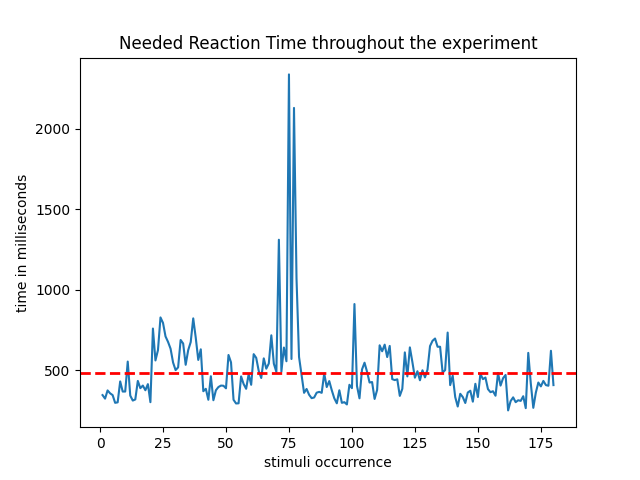 Needed Reaction Time throughout the experiment
2000
1500
1000
500
time in milliseconds
0 25 50 75 100 125 150 175
stimuli occurrence